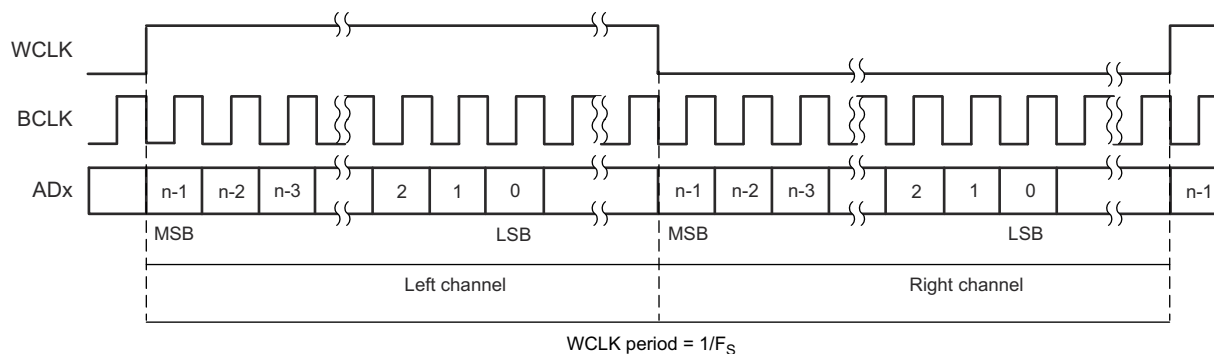 WCLK
BCLK
ADx
n-1 n-2 n-3 2 1 0 n-1 n-2 n-3 2 1 0 n-1
MSB LSB MSB LSB
Left channel Right channel
WCLK period = 1/FS